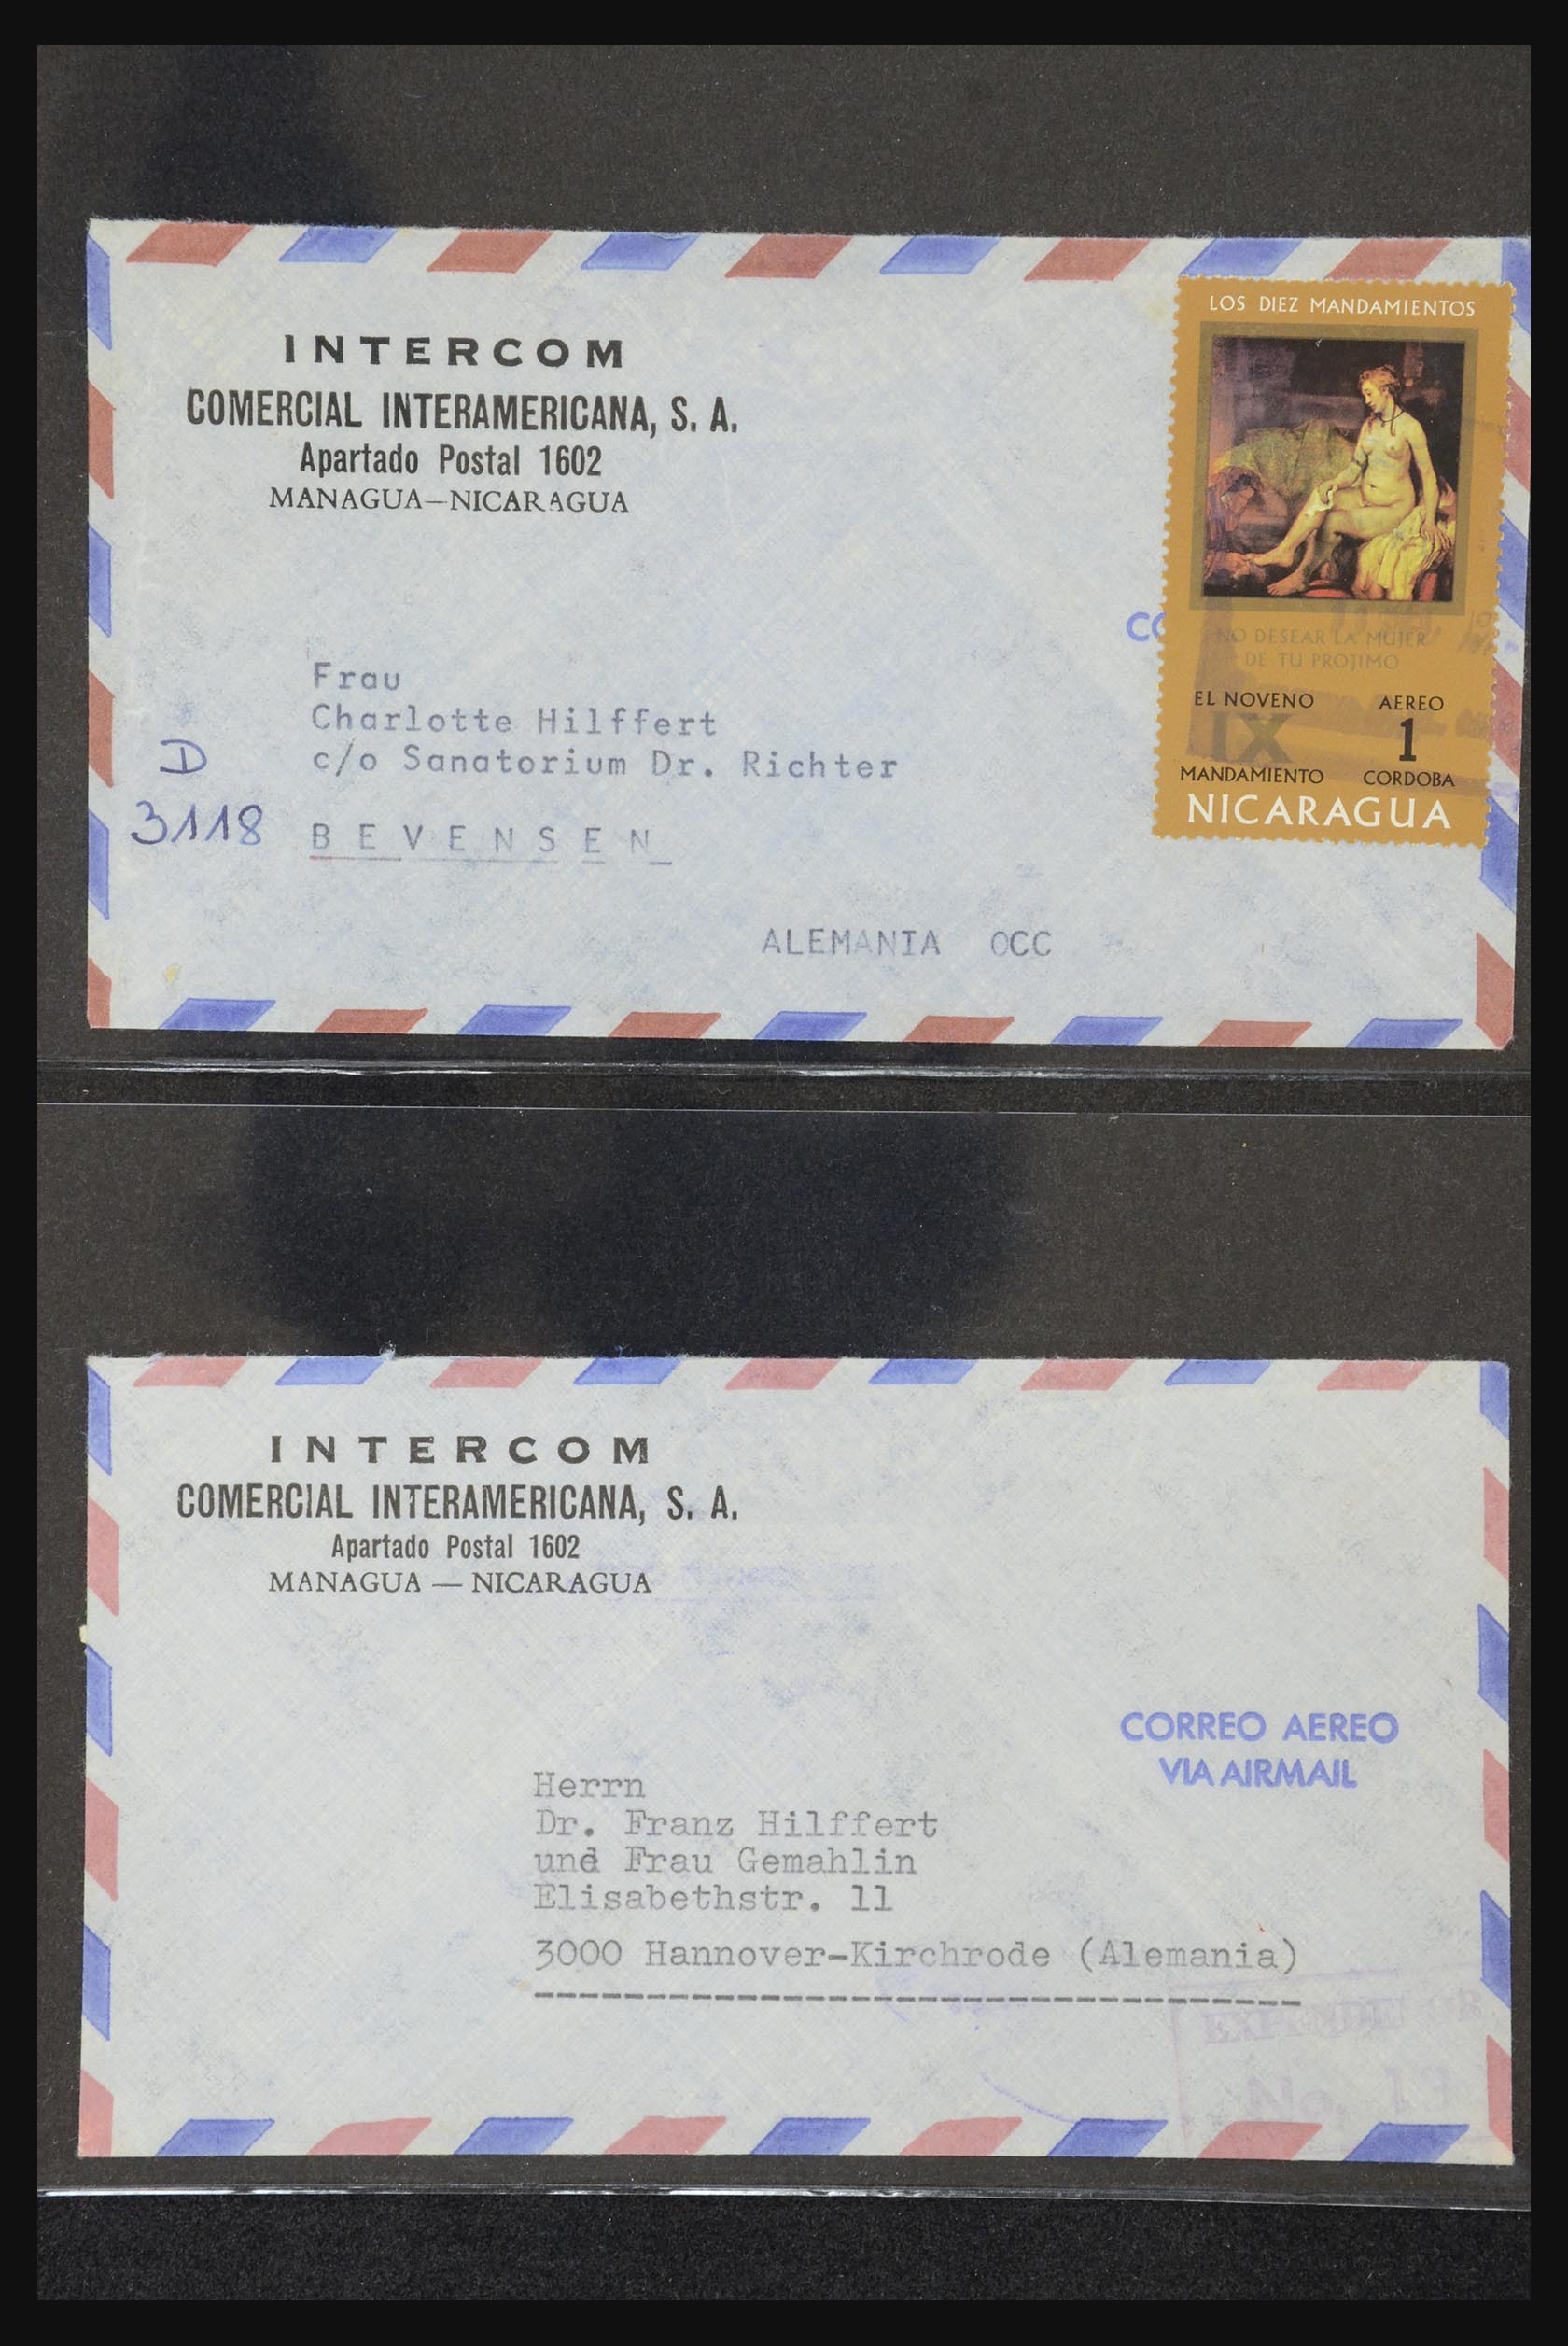 INTERCOM
COMERCIAL INTERAMERICANA, S. A.
Apartado Postal 1602
MANAGUA—NICARAGUA
LOS DIEZ MANDAMIENTOS
NO DESEAR LA MUJER
DE TU PROJIMO
EL NOVENO
IX
MANDAMIENTO
AEREO
1
CORDOBA
NICARAGUA
CO
Frau
Charlotte Hilffert
c/o Sanatorium Dr. Richter
D
3118 BEVENSEN
ALEMANIA OCC
INTERCOM
COMERCIAL INTERAMERICANA, S. A.
Apartado Postal 1602
MANAGUA — NICARAGUA
CORREO AEREO
VIA AIRMAIL
Herrn
Dr. Franz Hilffert
und Frau Gemahlin
Elisabethstr. 11
3000 Hannover-Kirchrode (Alemania)
No. 13